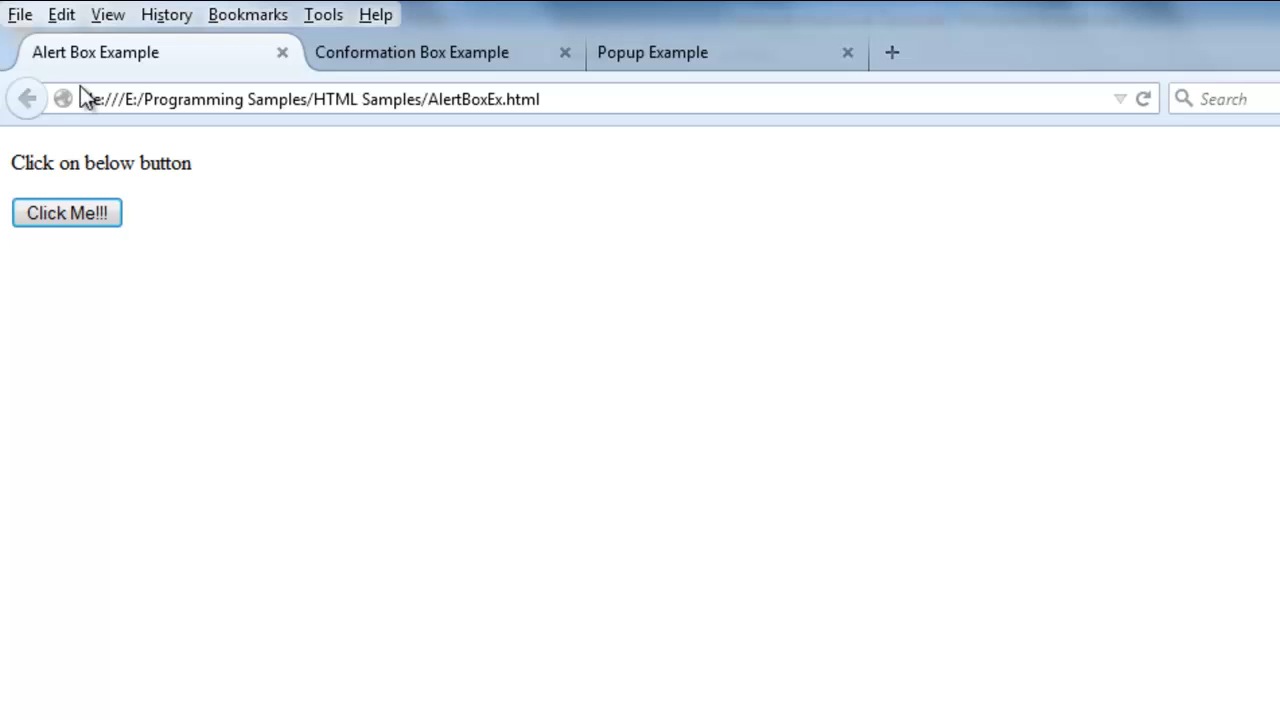 File Edit View History Bookmarks Tools Help
Alert Box Example Conformation Box Example Popup Example
e:///E:/Programming Samples/HTML Samples/AlertBoxEx.html Search
Click on below button
Click Me!!!